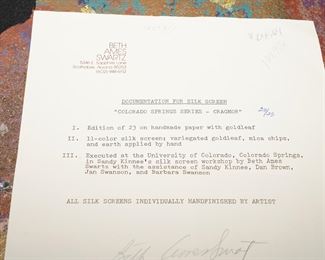 BETH
AMES
SWARTZ
DOCUMENTATION FOR SILK SCREEN
"COLORADO SPRINGS SERIES - CRAGMOR"
I. Edition of 23 on handmade paper with goldleaf
II. 11-color silk screen; variegated goldleaf, mica chips,
and earth applied by hand
III. Executed at the University of Colorado, Colorado Springs,
in Sandy Kinnee's silk screen workshop by Beth Ames
Swartz with the assistance of Sandy Kinnee, Dan Brown,
Jan Swanson, and Barbara Swanson
ALL SILK SCREENS INDIVIDUALLY HANDFINISHED BY ARTIST
Beth Ames Swartz